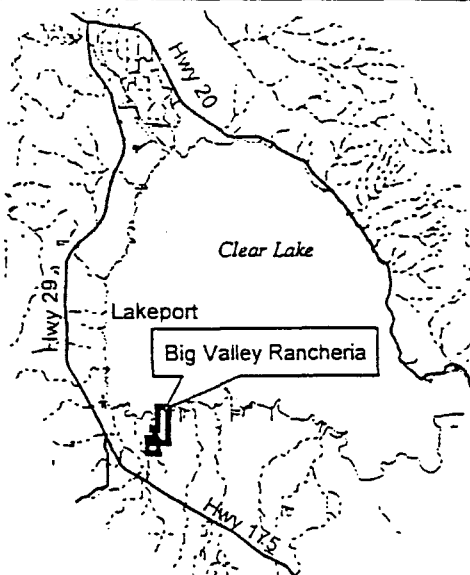 Hwy 20
Clear Lake
Hwy 29
Lakeport
Big Valley Rancheria
Hwy 175